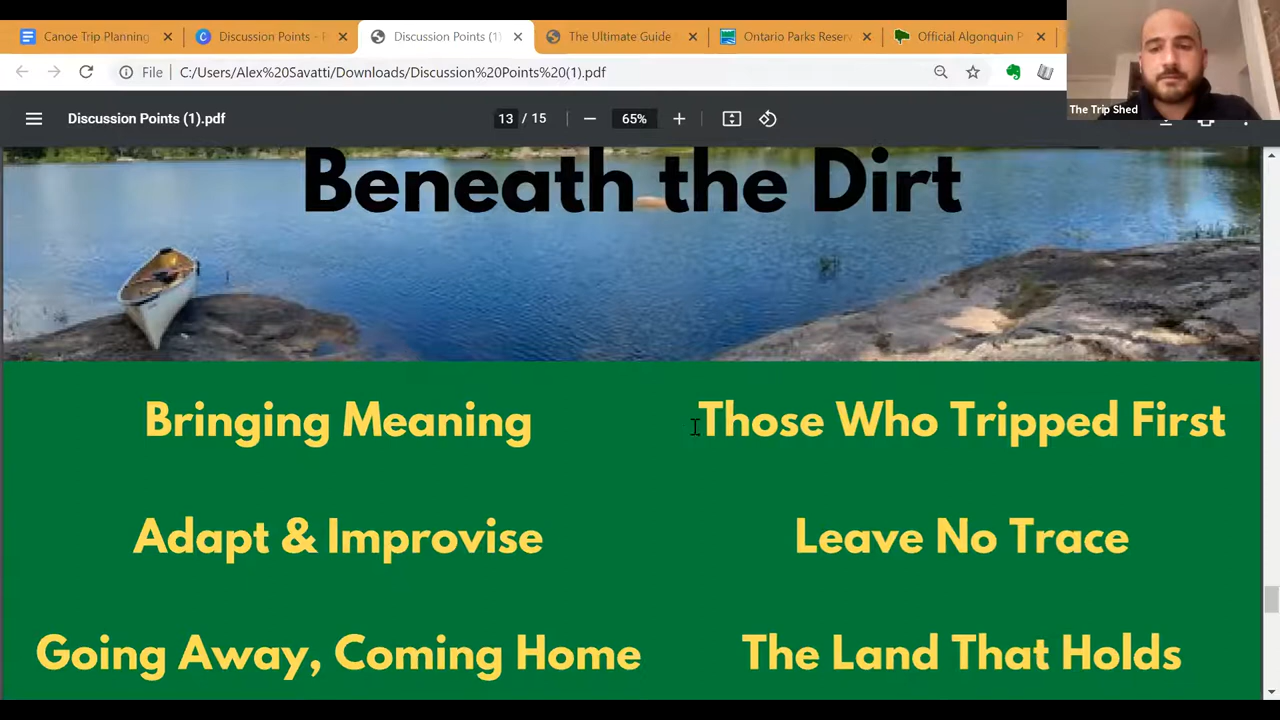 Canoe Trip Planning
Discussion Points -
Discussion Points (1)
The Ultimate Guide
Ontario Parks Reser
Official Algonquin P
File
C:/Users/Alex%20Savatti/Downloads/Discussion%20Points%20(1).pdf
The Trip Shed
Discussion Points (1).pdf
13 / 15
65%
Beneath the Dirt
Bringing Meaning
Those Who Tripped First
Adapt & Improvise
Leave No Trace
Going Away, Coming Home
The Land That Holds